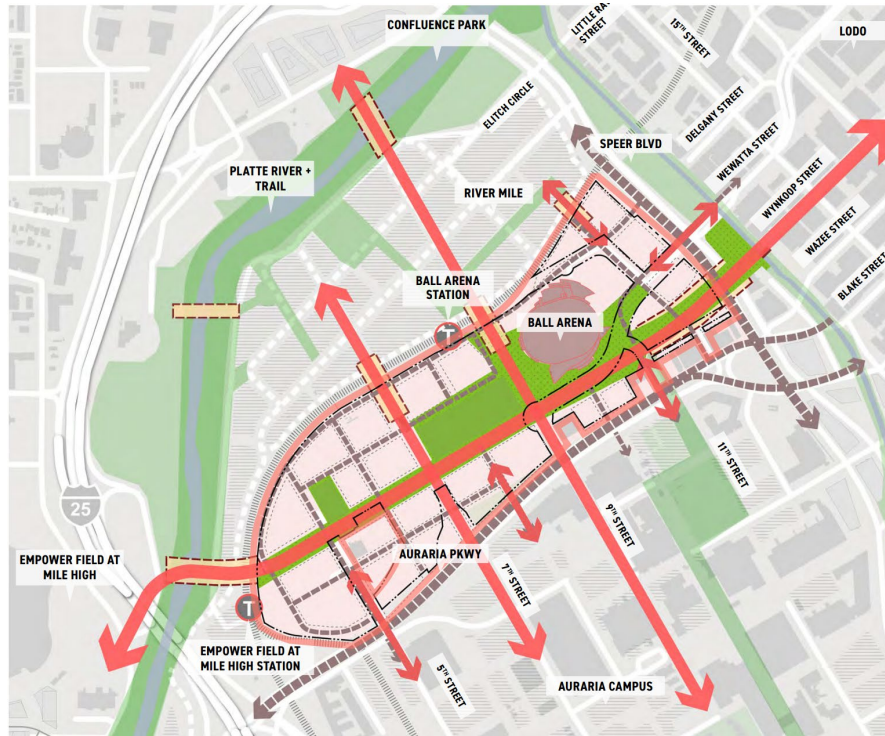 CONFLUENCE PARK
LITTLE RA
STREET
15TH STREET
LODO
ELITCH CIRCLE
DELGANY STREET
SPEER BLVD
WEWATTA STREET
PLATTE RIVER +
TRAIL
RIVER MILE
WYNKOOP STREET
WAZEE STREET
BLAKE STREET
BALL ARENA
STATION
T
BALL ARENA
11TH STREET
25
9TH STREET
EMPOWER FIELD AT
MILE HIGH
AURARIA PKWY
7TH STREET
T
EMPOWER FIELD AT
MILE HIGH STATION
5TH STREET
AURARIA CAMPUS